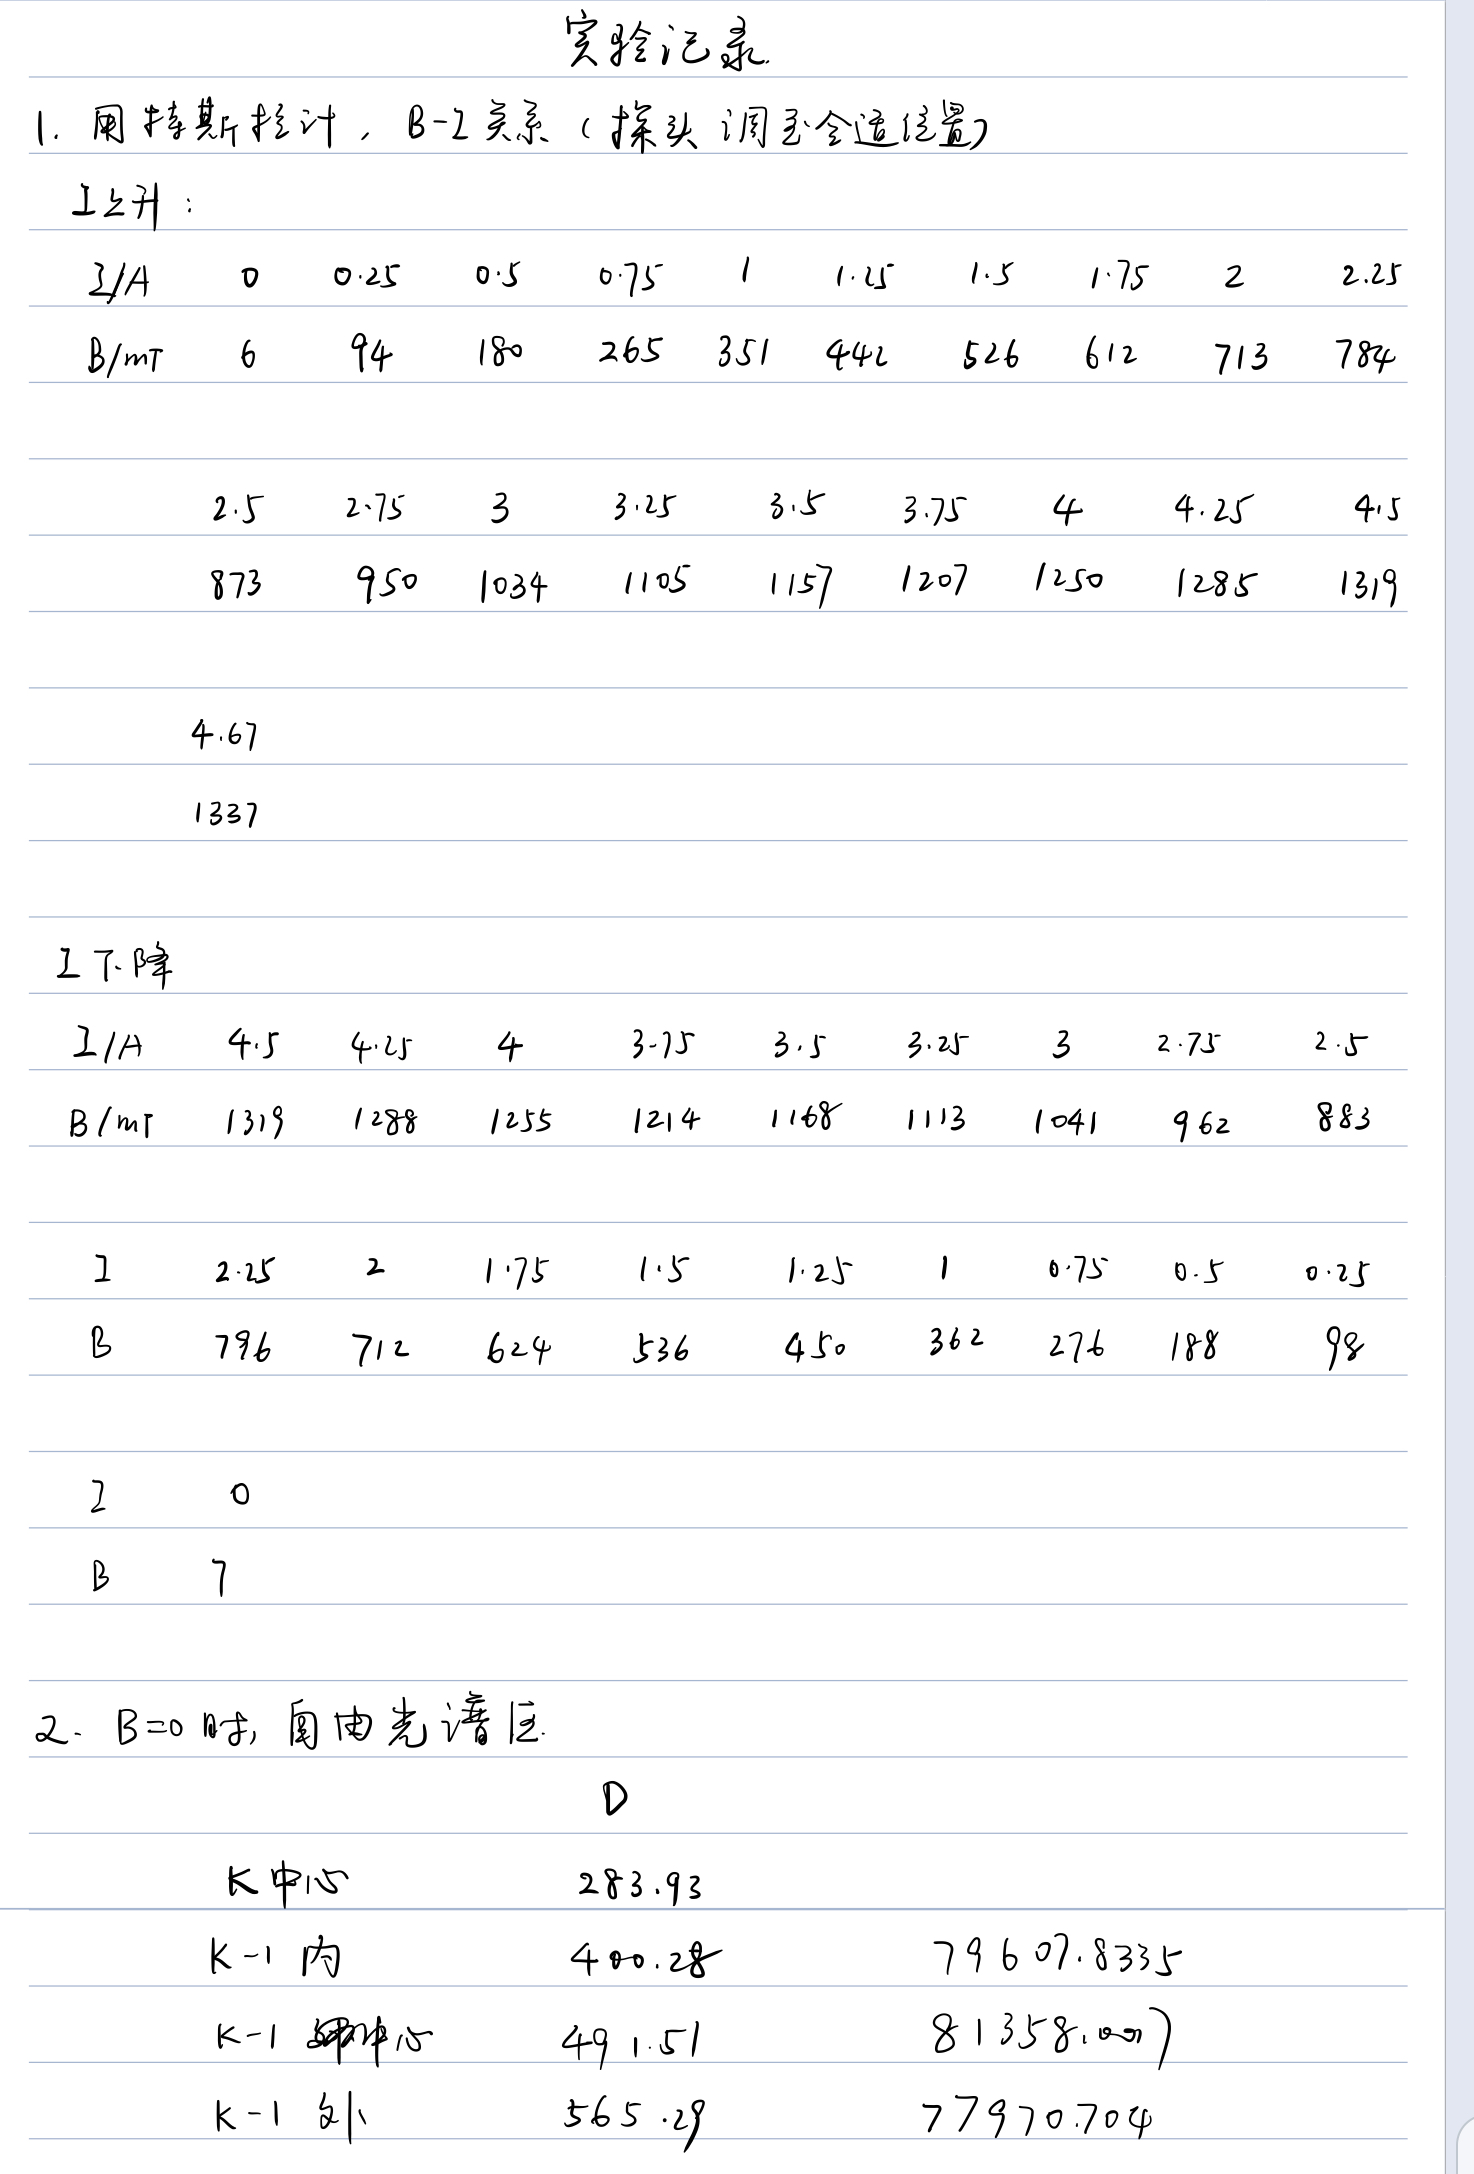 实验记录
1. 用特斯拉计，B-I关系（探头调至合适位置）
I上升：
I/A 0 0.25 0.5 0.75 1 1.25 1.5 1.75 2 2.25
B/mT 6 94 180 265 351 442 526 612 713 784
2.5 2.75 3 3.25 3.5 3.75 4 4.25 4.5
873 950 1034 1105 1157 1207 1250 1285 1319
4.67
1337
I下降
I/A 4.5 4.25 4 3.75 3.5 3.25 3 2.75 2.5
B/mT 1319 1288 1255 1214 1168 1113 1041 962 883
I 2.25 2 1.75 1.5 1.25 1 0.75 0.5 0.25
B 796 712 624 536 450 362 276 188 98
I 0
B 7
2. B=0时，自由光谱区.
D
K中心 283.93
K-1 内 400.28 79607.8335
K-1 中心 491.51
K-1 外 565.29 77970.704